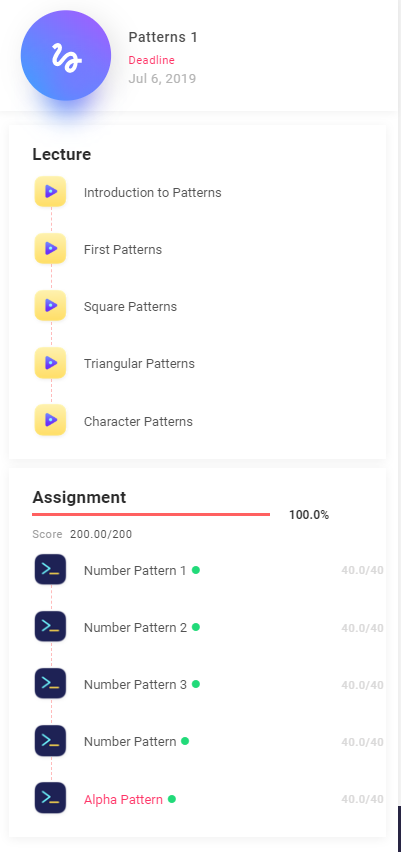 Patterns 1
Deadline
Jul 6, 2019
Lecture
Introduction to Patterns
First Patterns
Square Patterns
Triangular Patterns
Character Patterns
Assignment
100.0%
Score 200.00/200
Number Pattern 1 40.0/40
Number Pattern 2 40.0/40
Number Pattern 3 40.0/40
Number Pattern 40.0/40
Alpha Pattern 40.0/40